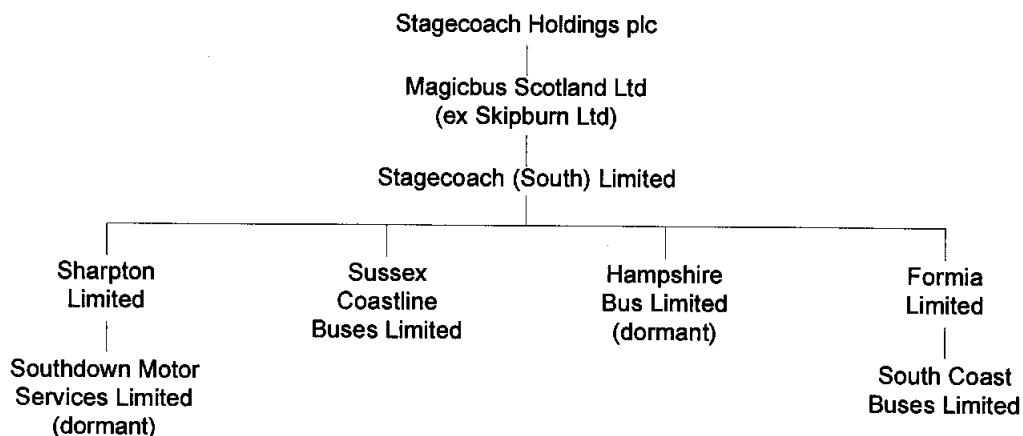 Stagecoach Holdings plc
Magicbus Scotland Ltd
(ex Skipburn Ltd)
Stagecoach (South) Limited
Sharpton
Limited
Sussex
Coastline
Buses Limited
Hampshire
Bus Limited
(dormant)
Formia
Limited
Southdown Motor
Services Limited
(dormant)
South Coast
Buses Limited